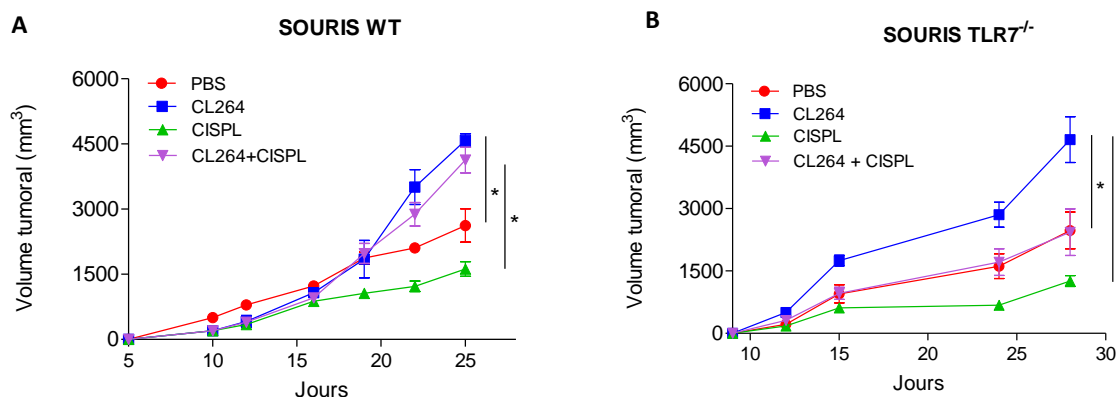 A
SOURIS WT
6000
4500
3000
1500
0
Volume tumoral (mm³)
PBS
CL264
CISPL
CL264+CISPL
*
*
5
10
15
20
25
Jours
B
SOURIS TLR7-/-
6000
4500
3000
1500
0
Volume tumoral (mm³)
PBS
CL264
CISPL
CL264 + CISPL
*
10
15
20
25
30
Jours